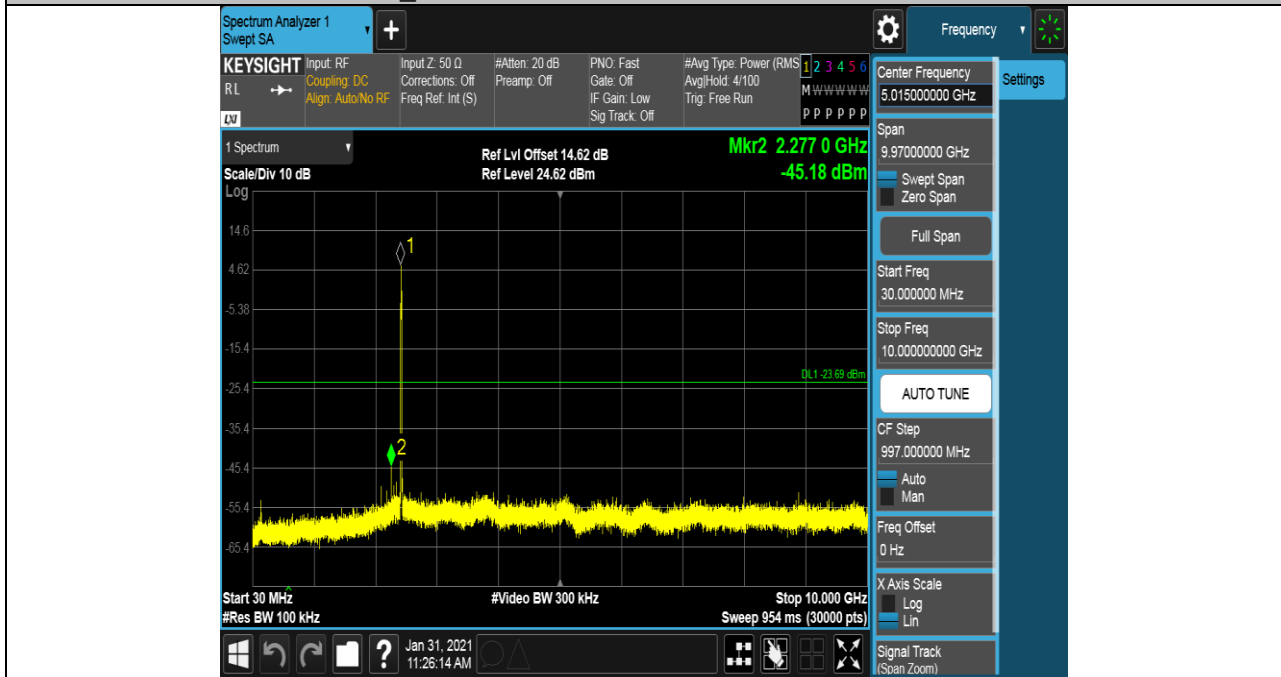 Spectrum Analyzer 1
Swept SA
+
Frequency
KEYSIGHT
RL
LXI
Input: RF
Coupling: DC
Align: Auto/No RF
Input Z: 50 Ω
Corrections: Off
Freq Ref: Int (S)
#Atten: 20 dB
Preamp: Off
PNO: Fast
Gate: Off
IF Gain: Low
Sig Track: Off
#Avg Type: Power (RMS
Avg|Hold: 4/100
Trig: Free Run
1 2 3 4 5 6
M W W W W W
P P P P P P
1 Spectrum
Scale/Div 10 dB
Ref Lvl Offset 14.62 dB
Ref Level 24.62 dBm
Mkr2 2.277 0 GHz
-45.18 dBm
Log
14.6
4.62
-5.38
-15.4
-25.4
-35.4
-45.4
-55.4
-65.4
1
2
DL1 -23.69 dBm
Start 30 MHz
#Res BW 100 kHz
#Video BW 300 kHz
Stop 10.000 GHz
Sweep 954 ms (30000 pts)
?
Jan 31, 2021
11:26:14 AM
Center Frequency
5.015000000 GHz
Span
9.97000000 GHz
Swept Span
Zero Span
Full Span
Start Freq
30.000000 MHz
Stop Freq
10.000000000 GHz
AUTO TUNE
CF Step
997.000000 MHz
Auto
Man
Freq Offset
0 Hz
X Axis Scale
Log
Lin
Signal Track
(Span Zoom)
Settings